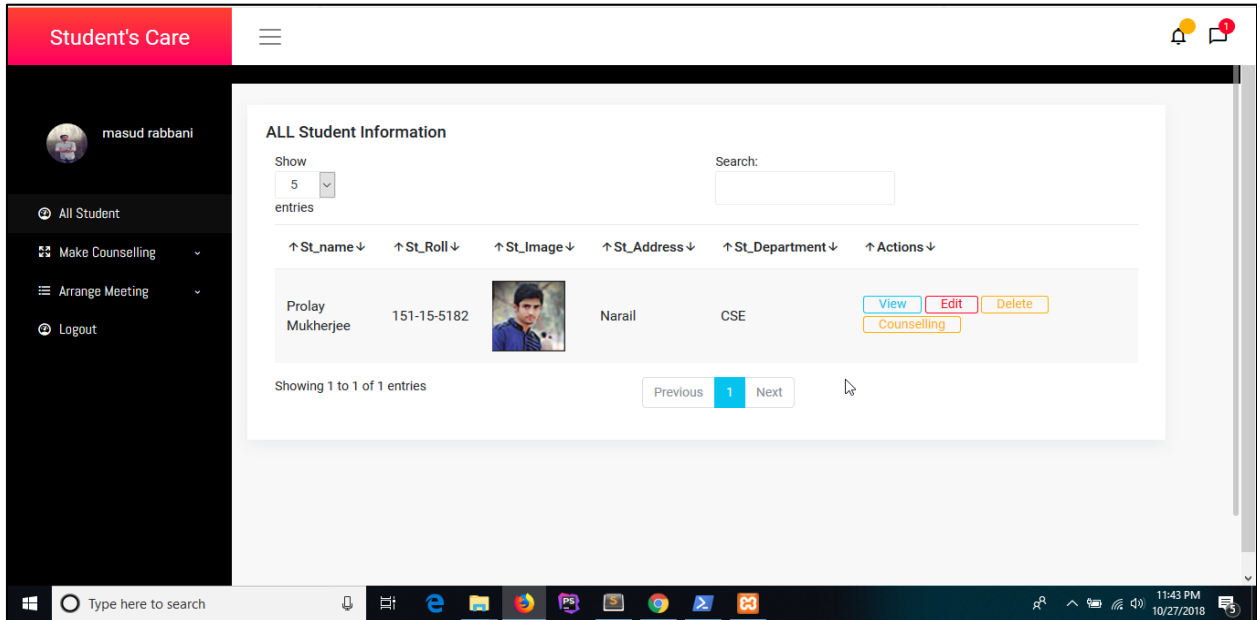 Student's Care
1
masud rabbani
All Student
Make Counselling
Arrange Meeting
Logout
ALL Student Information
Show
5
entries
Search:
↑St_name↓ ↑St_Roll↓ ↑St_Image↓ ↑St_Address↓ ↑St_Department↓ ↑Actions↓
Prolay
Mukherjee
151-15-5182
Narail
CSE
View Edit Delete
Counselling
Showing 1 to 1 of 1 entries
Previous 1 Next
Type here to search
PS
S
11:43 PM
10/27/2018
5